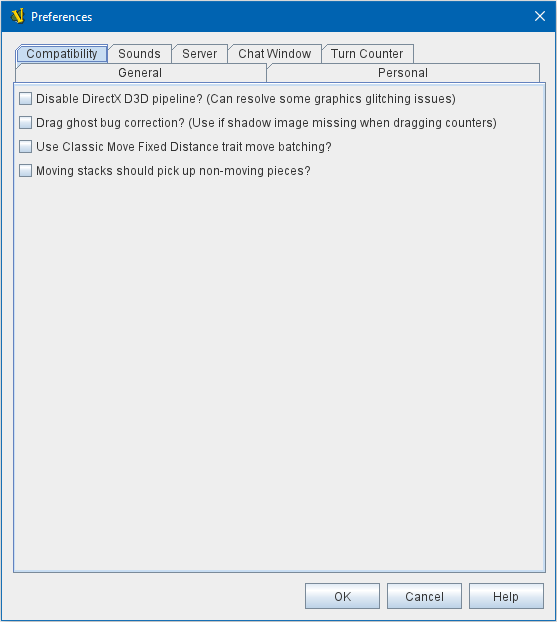 Preferences
Compatibility Sounds Server Chat Window Turn Counter
General Personal
Disable DirectX D3D pipeline? (Can resolve some graphics glitching issues)
Drag ghost bug correction? (Use if shadow image missing when dragging counters)
Use Classic Move Fixed Distance trait move batching?
Moving stacks should pick up non-moving pieces?
OK Cancel Help